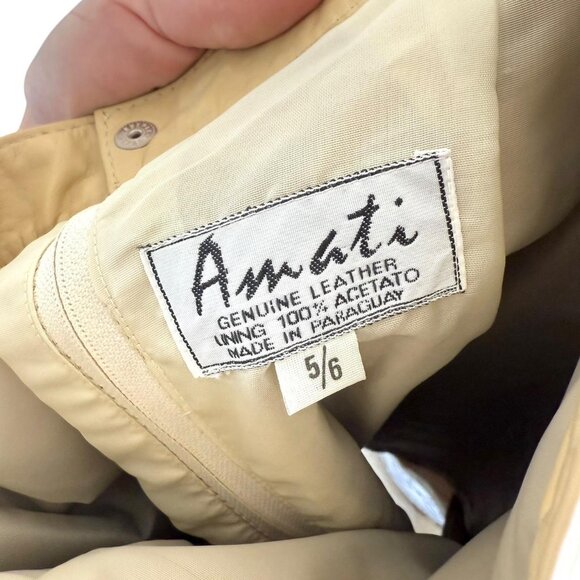 Amati
GENUINE LEATHER
LINING 100% ACETATO
MADE IN PARAGUAY
5/6